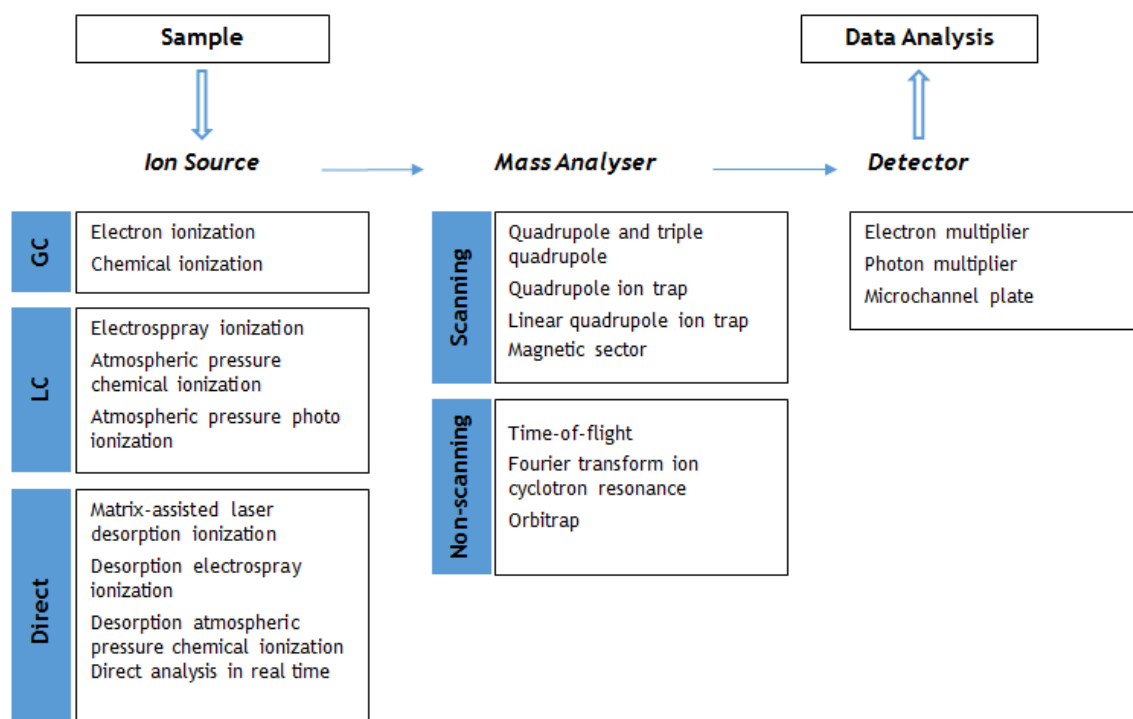 Sample
Data Analysis
Ion Source
Mass Analyser
Detector
GC
Electron ionization
Chemical ionization
LC
Electrosppray ionization
Atmospheric pressure
chemical ionization
Atmospheric pressure photo
ionization
Direct
Matrix-assisted laser
desorption ionization
Desorption electrospray
ionization
Desorption atmospheric
pressure chemical ionization
Direct analysis in real time
Scanning
Quadrupole and triple
quadrupole
Quadrupole ion trap
Linear quadrupole ion trap
Magnetic sector
Non-scanning
Time-of-flight
Fourier transform ion
cyclotron resonance
Orbitrap
Electron multiplier
Photon multiplier
Microchannel plate